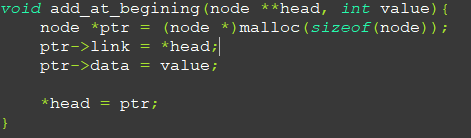 void add_at_begining(node **head, int value){
    node *ptr = (node *)malloc(sizeof(node));
    ptr->link = *head;
    ptr->data = value;

    *head = ptr;
}